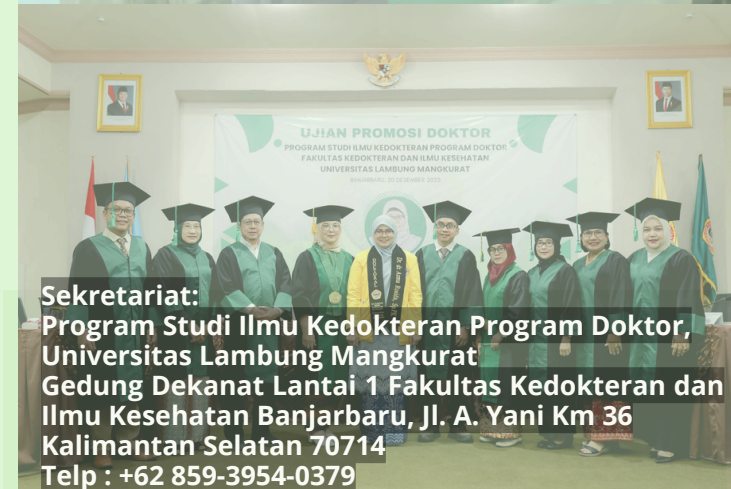 UJIAN PROMOSI DOKTOR
PROGRAM STUDI ILMU KEDOKTERAN PROGRAM DOKTOR
FAKULTAS KEDOKTERAN DAN ILMU KESEHATAN
UNIVERSITAS LAMBUNG MANGKURAT
Sekretariat:
Program Studi Ilmu Kedokteran Program Doktor,
Universitas Lambung Mangkurat
Gedung Dekanat Lantai 1 Fakultas Kedokteran dan
Ilmu Kesehatan Banjarbaru, Jl. A. Yani Km 36
Kalimantan Selatan 70714
Telp : +62 859-3954-0379